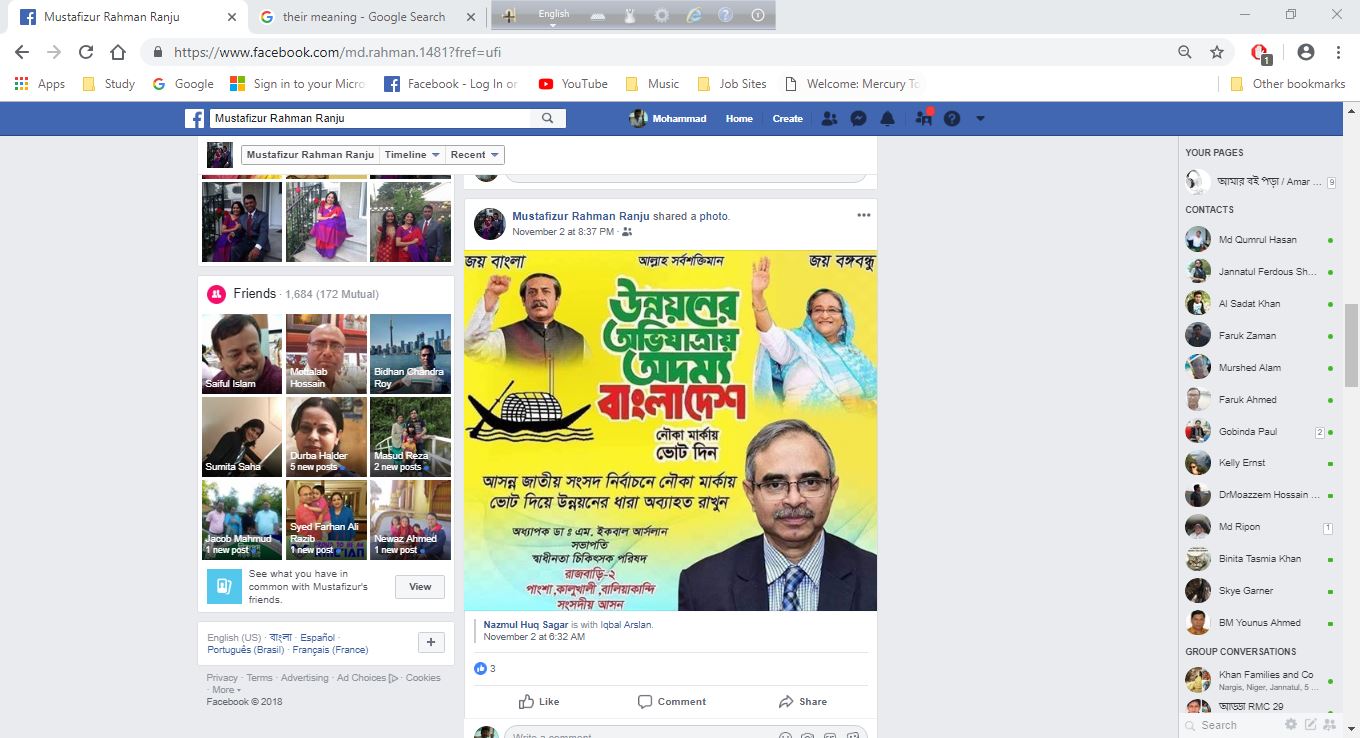 Mustafizur Rahman Ranju
their meaning - Google Search
English
https://www.facebook.com/md.rahman.1481?fref=ufi
1
Apps
Study
Google
Sign in to your Micro
Facebook - Log In or
YouTube
Music
Job Sites
Welcome: Mercury To
Other bookmarks
Mustafizur Rahman Ranju
Mohammad
Home
Create
Mustafizur Rahman Ranju
Timeline
Recent
Friends · 1,684 (172 Mutual)
Saiful Islam
Mottalab
Hossain
Bidhan Chandra
Roy
Sumita Saha
Durba Halder
5 new posts
Masud Reza
2 new posts
Jacob Mahmud
1 new post
Syed Farhan Ali
Razib
1 new post
Newaz Ahmed
1 new post
See what you have in
common with Mustafizur's
friends.
View
English (US) · বাংলা · Español ·
Português (Brasil) · Français (France)
Privacy · Terms · Advertising · Ad Choices · Cookies
· More
Facebook © 2018
Mustafizur Rahman Ranju shared a photo.
November 2 at 8:37 PM ·
জয় বাংলা
আল্লাহ সর্বশক্তিমান
জয় বঙ্গবন্ধু
উন্নয়নের
অভিযাত্রায়
অদম্য
বাংলাদেশ
নৌকা মার্কায়
ভোট দিন
আসন্ন জাতীয় সংসদ নির্বাচনে নৌকা মার্কায়
ভোট দিয়ে উন্নয়নের ধারা অব্যাহত রাখুন
অধ্যাপক ডাঃ এম. ইকবাল আর্সলান
সভাপতি
স্বাধীনতা চিকিৎসক পরিষদ
রাজবাড়ি-২
পাংশা,কালুখালী,বালিয়াকান্দি
সংসদীয় আসন
Nazmul Huq Sagar is with Iqbal Arslan.
November 2 at 6:32 AM
3
Like
Comment
Share
Write a comment
YOUR PAGES
আমার বই পড়া / Amar ...
9
CONTACTS
Md Qumrul Hasan
Jannatul Ferdous Sh...
Al Sadat Khan
Faruk Zaman
Murshed Alam
Faruk Ahmed
Gobinda Paul
2
Kelly Ernst
DrMoazzem Hossain ...
Md Ripon
1
Binita Tasmia Khan
Skye Garner
BM Younus Ahmed
GROUP CONVERSATIONS
Khan Families and Co
Nargis, Niger, Jannatul, 5 ...
আড্ডা RMC 29
Search